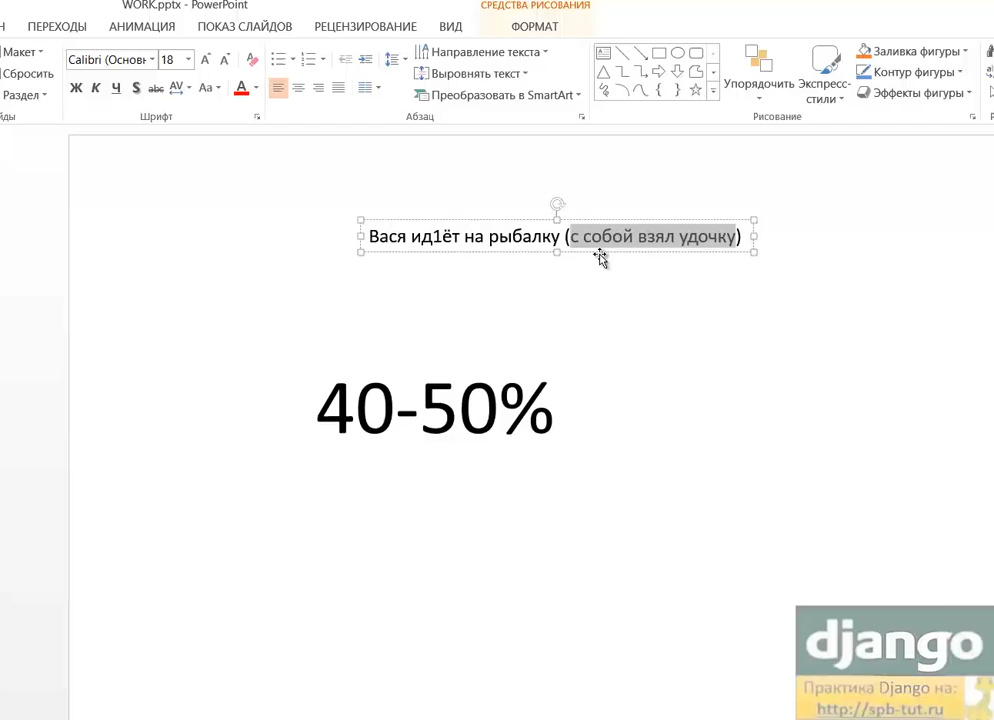 WORK.pptx - PowerPoint
СРЕДСТВА РИСОВАНИЯ
ПЕРЕХОДЫ АНИМАЦИЯ ПОКАЗ СЛАЙДОВ РЕЦЕНЗИРОВАНИЕ ВИД ФОРМАТ
Макет
Сбросить
Раздел
Calibri (Основ 18
Ж К Ч S abc AV Aa А
Шрифт
Направление текста
Выровнять текст
Преобразовать в SmartArt
Абзац
Упорядочить
Экспресс-
стили
Заливка фигуры
Контур фигуры
Эффекты фигуры
Рисование
Вася ид1ёт на рыбалку (с собой взял удочку)
40-50%
django
Практика Django на:
http://spb-tut.ru